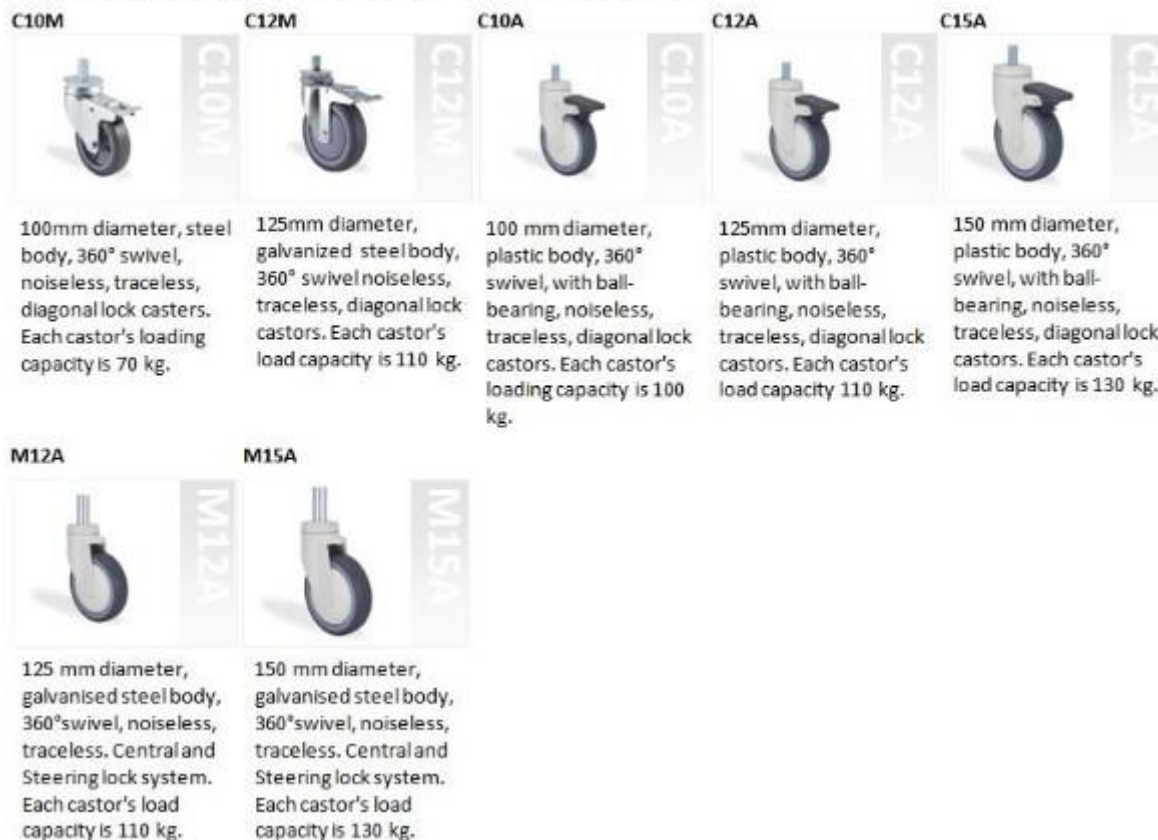 C10M
C12M
C10A
C12A
C15A
C10M
C12M
C10A
C12A
C15A
100mm diameter, steel
body, 360° swivel,
noiseless, traceless,
diagonal lock casters.
Each castor's loading
capacity is 70 kg.
125mm diameter,
galvanized steel body,
360° swivel noiseless,
traceless, diagonal lock
castors. Each castor's
load capacity is 110 kg.
100 mm diameter,
plastic body, 360°
swivel, with ball-
bearing, noiseless,
traceless, diagonal lock
castors. Each castor's
loading capacity is 100
kg.
125mm diameter,
plastic body, 360°
swivel, with ball-
bearing, noiseless,
traceless, diagonal lock
castors. Each castor's
load capacity 110 kg.
150 mm diameter,
plastic body, 360°
swivel, with ball-
bearing, noiseless,
traceless, diagonal lock
castors. Each castor's
load capacity is 130 kg.
M12A
M15A
M12A
M15A
125 mm diameter,
galvanised steel body,
360°swivel, noiseless,
traceless. Central and
Steering lock system.
Each castor's load
capacity is 110 kg.
150 mm diameter,
galvanised steel body,
360°swivel, noiseless,
traceless. Central and
Steering lock system.
Each castor's load
capacity is 130 kg.